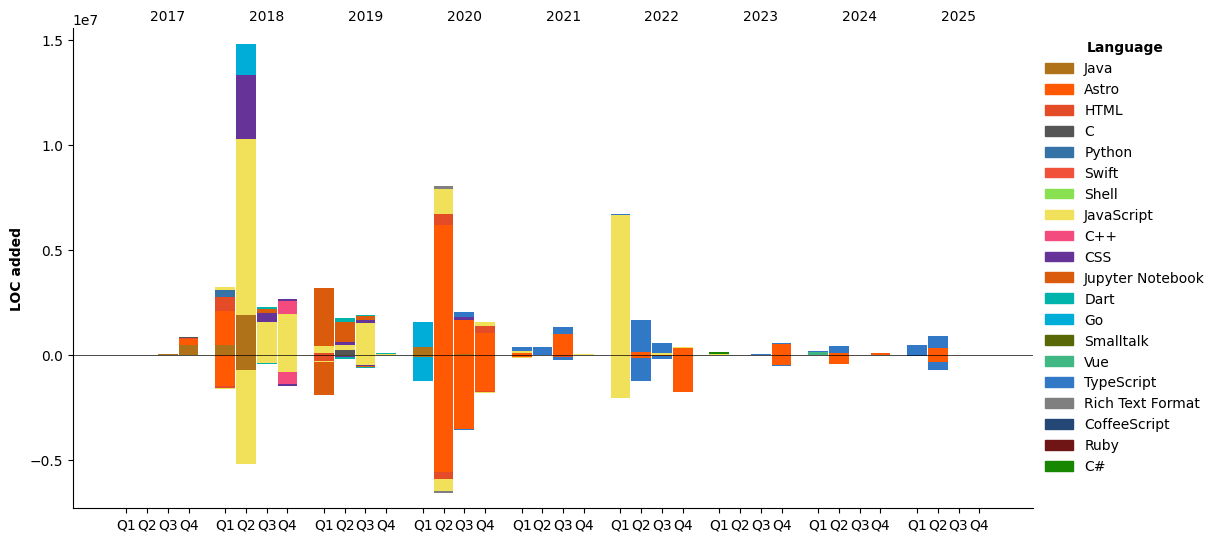 1e7
2017 2018 2019 2020 2021 2022 2023 2024 2025
LOC added
1.5
1.0
0.5
0.0
−0.5
Q1 Q2 Q3 Q4 Q1 Q2 Q3 Q4 Q1 Q2 Q3 Q4 Q1 Q2 Q3 Q4 Q1 Q2 Q3 Q4 Q1 Q2 Q3 Q4 Q1 Q2 Q3 Q4 Q1 Q2 Q3 Q4 Q1 Q2 Q3 Q4
Language
Java
Astro
HTML
C
Python
Swift
Shell
JavaScript
C++
CSS
Jupyter Notebook
Dart
Go
Smalltalk
Vue
TypeScript
Rich Text Format
CoffeeScript
Ruby
C#